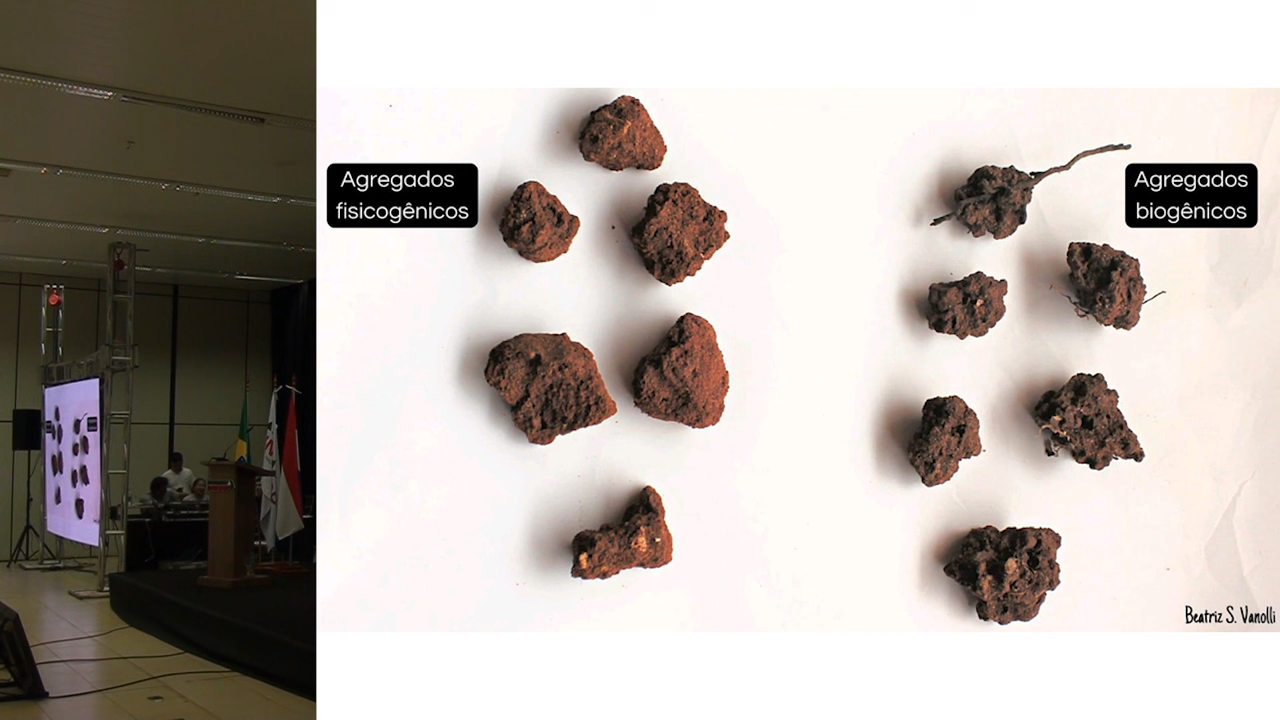 Agregados
fisicogênicos
Agregados
biogênicos
Beatriz S. Vanolli